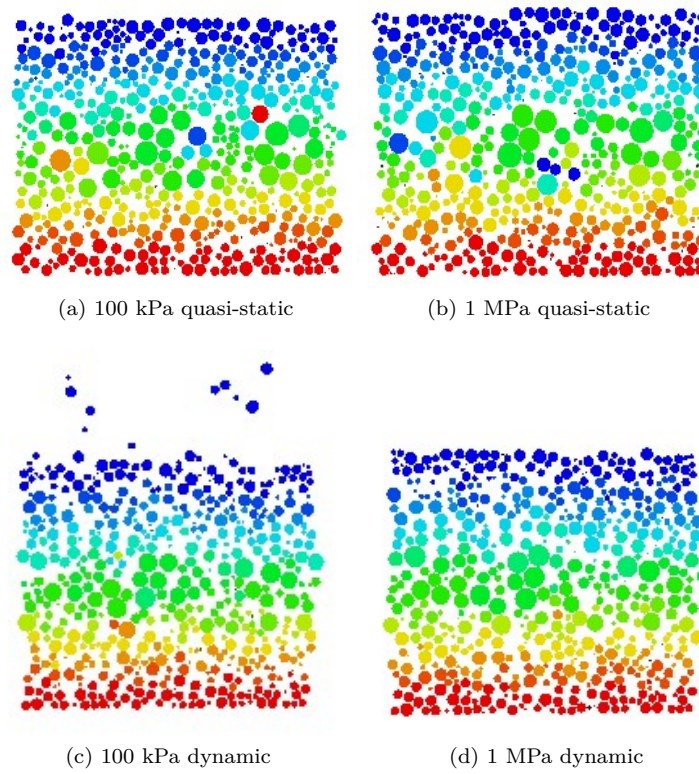 (a) 100 kPa quasi-static
(b) 1 MPa quasi-static
(c) 100 kPa dynamic
(d) 1 MPa dynamic